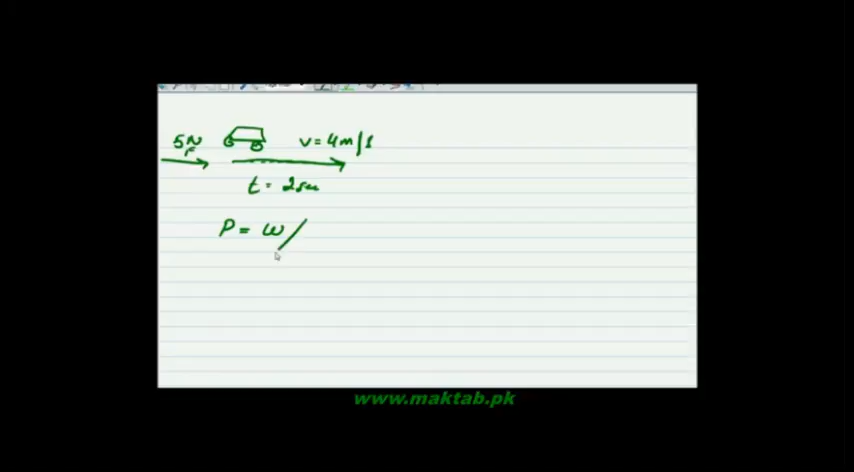 5N v = 4m/s
F
t = 2sec
P = w/
www.maktab.pk